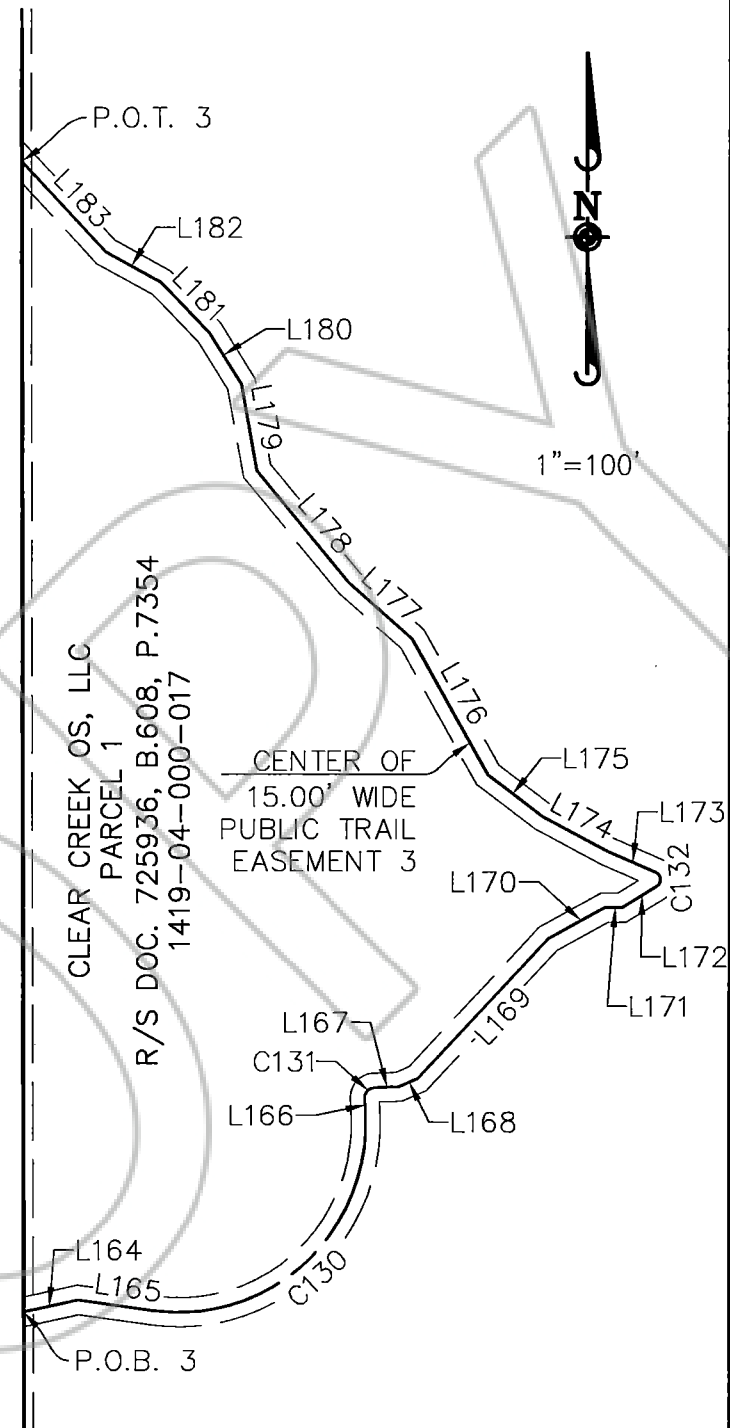 P.O.T. 3
L183
L182
L181
L180
L179
N
1"=100'
L178
L177
L176
CLEAR CREEK OS, LLC
PARCEL 1
R/S DOC. 725936, B.608, P.7354
1419-04-000-017
CENTER OF
15.00' WIDE
PUBLIC TRAIL
EASEMENT 3
L175
L174
L173
C132
L170
L172
L171
L169
L167
C131
L166
L168
L164
L165
C130
P.O.B. 3